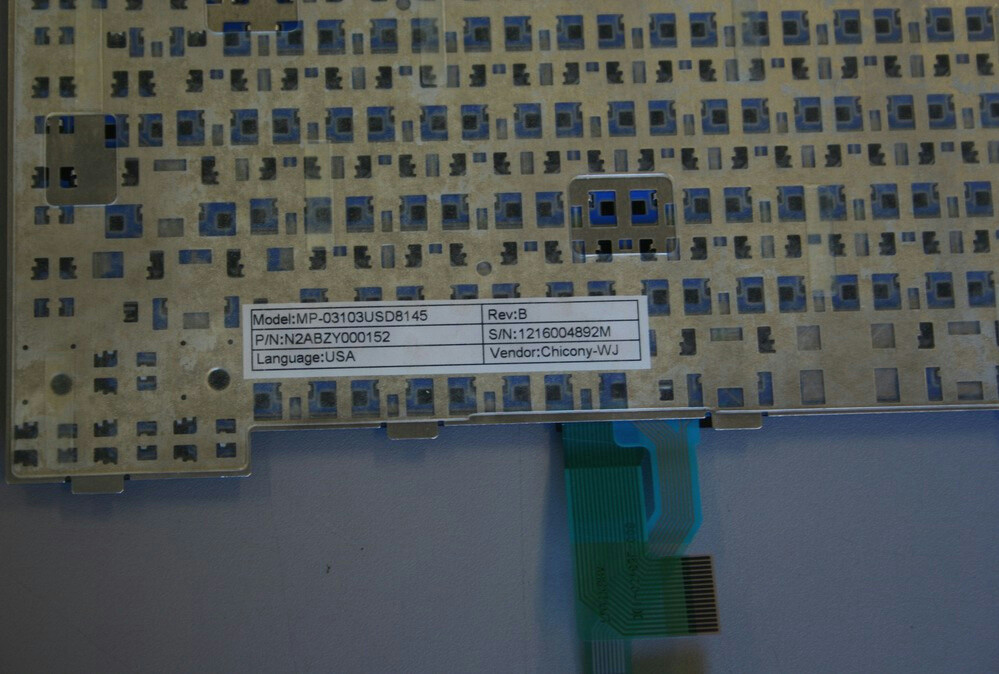 Model:MP-03103USD8145 Rev:B
P/N:N2ABZY000152 S/N:1216004892M
Language:USA Vendor:Chicony-WJ